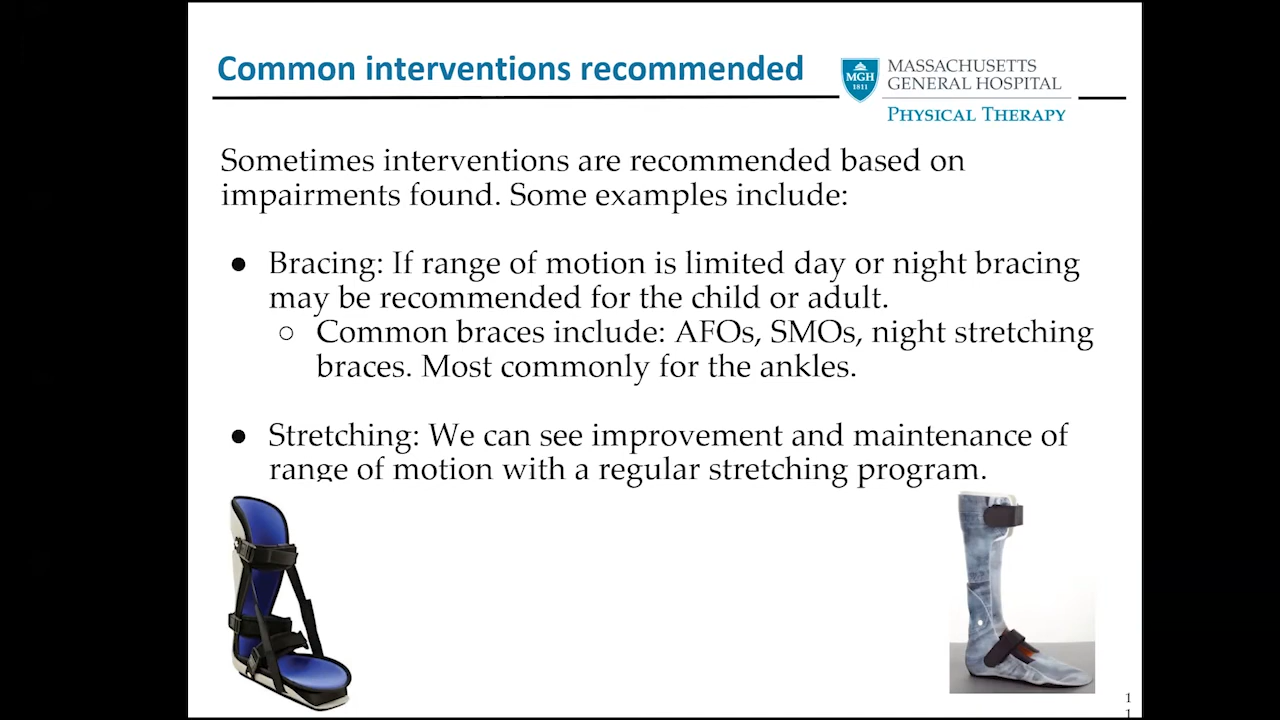 Common interventions recommended
MGH
1811
MASSACHUSETTS
GENERAL HOSPITAL
PHYSICAL THERAPY
Sometimes interventions are recommended based on
impairments found. Some examples include:
● Bracing: If range of motion is limited day or night bracing
may be recommended for the child or adult.
○ Common braces include: AFOs, SMOs, night stretching
braces. Most commonly for the ankles.
● Stretching: We can see improvement and maintenance of
range of motion with a regular stretching program.
1
1